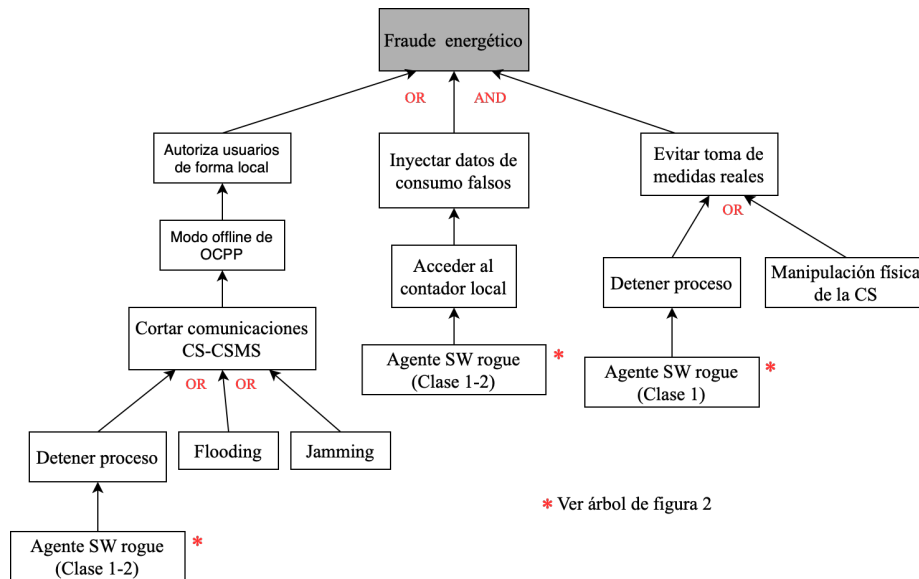 Fraude energético
OR
AND
Autoriza usuarios
de forma local
Inyectar datos de
consumo falsos
Evitar toma de
medidas reales
OR
Modo offline de
OCPP
Acceder al
contador local
Detener proceso
Manipulación física
de la CS
Cortar comunicaciones
CS-CSMS
Agente SW rogue
(Clase 1-2)
*
Agente SW rogue
(Clase 1)
*
OR
OR
Detener proceso
Flooding
Jamming
* Ver árbol de figura 2
Agente SW rogue
(Clase 1-2)
*